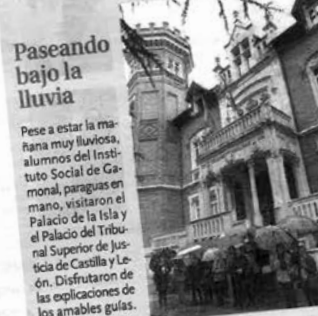 Paseando
bajo la
lluvia
Pese a estar la ma-
ñana muy lluviosa,
alumnos del Insti-
tuto Social de Ga-
monal, paraguas en
mano, visitaron el
Palacio de la Isla y
el Palacio del Tribu-
nal Superior de Jus-
ticia de Castilla y Le-
ón. Disfrutaron de
las explicaciones de
los amables guías.